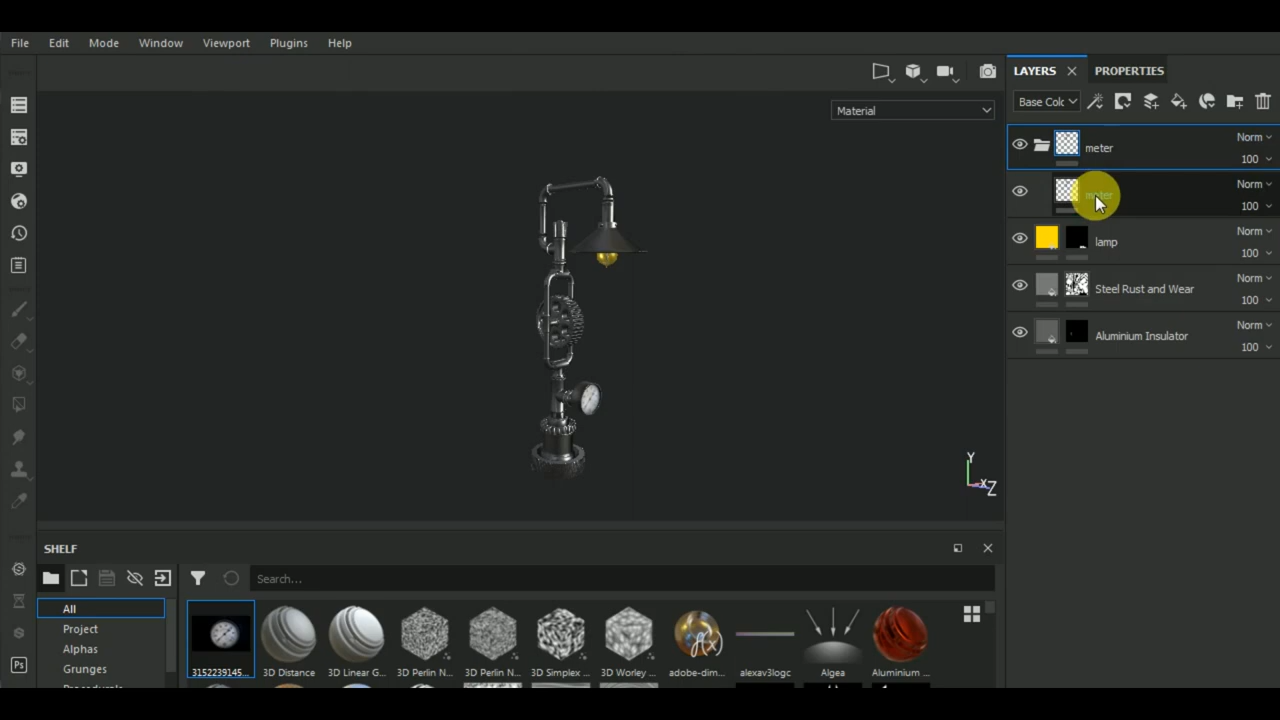 File Edit Mode Window Viewport Plugins Help
LAYERS PROPERTIES
Material
Base Colc
Norm
meter
100
Norm
meter
100
Norm
lamp
100
Norm
Steel Rust and Wear
100
Norm
Aluminium Insulator
100
Y
X
Z
SHELF
Search...
All
Project
Alphas
Grunges
3152239145... 3D Distance 3D Linear G... 3D Perlin N... 3D Perlin N... 3D Simplex ... 3D Worley ... adobe-dim... alexav3logc Algea Aluminium ...
f(x)
Ps